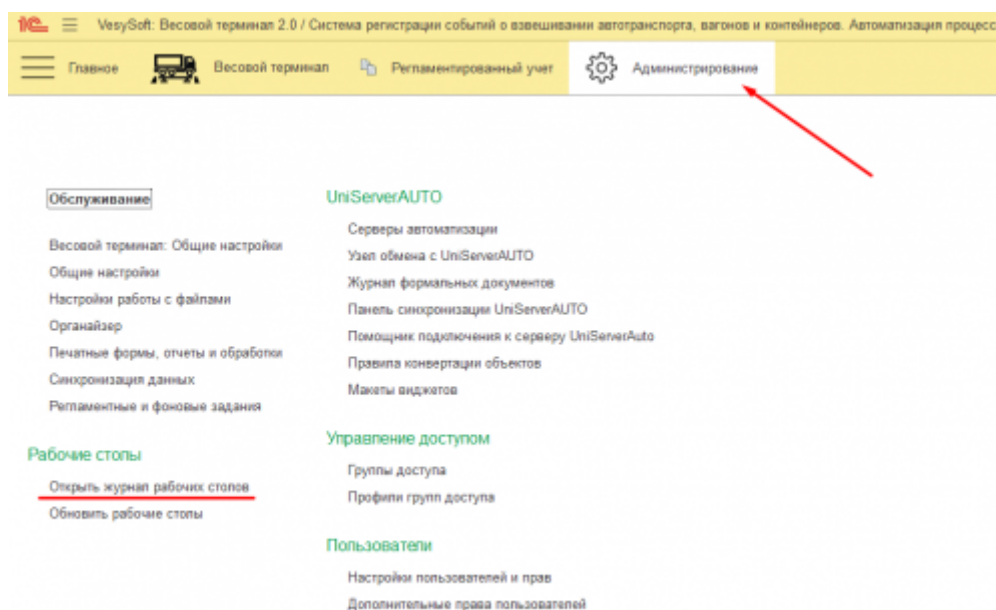 1С VesySoft: Весовой терминал 2.0 / Система регистрации событий о взвешивании автотранспорта, вагонов и контейнеров. Автоматизация процесс
Главное Весовой терминал Регламентированный учет Администрирование
Обслуживание
Весовой терминал: Общие настройки
Общие настройки
Настройки работы с файлами
Органайзер
Печатные формы, отчеты и обработки
Синхронизация данных
Регламентные и фоновые задания
Рабочие столы
Открыть журнал рабочих столов
Обновить рабочие столы
UniServerAUTO
Серверы автоматизации
Узел обмена с UniServerAUTO
Журнал формальных документов
Панель синхронизации UniServerAUTO
Помощник подключения к серверу UniServerAuto
Правила конвертации объектов
Макеты виджетов
Управление доступом
Группы доступа
Профили групп доступа
Пользователи
Настройки пользователей и прав
Дополнительные права пользователей